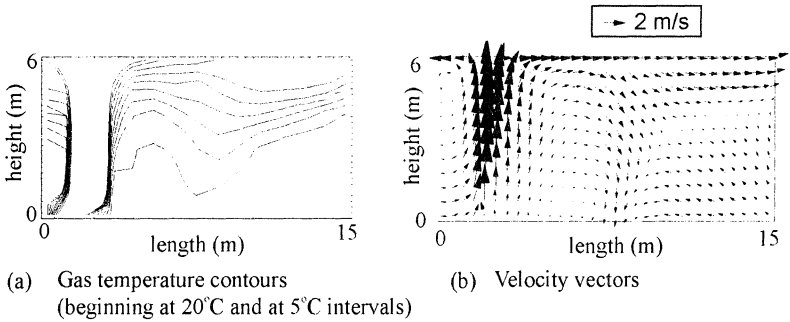 2 m/s
6
height (m)
0
length (m)
15
6
height (m)
0
0
length (m)
15
(a) Gas temperature contours
(beginning at 20°C and at 5°C intervals)
(b) Velocity vectors